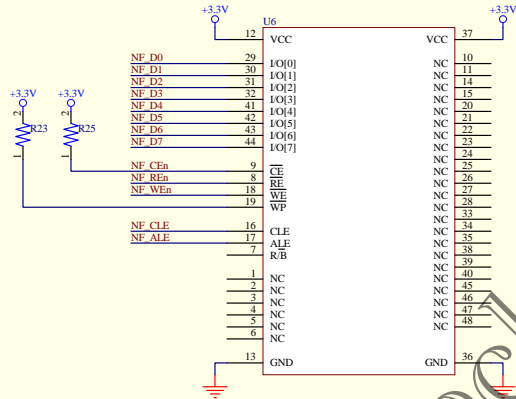 +3.3V +3.3V
U6
12 VCC VCC 37
NF_D0 29 I/O[0] NC 10
NF_D1 30 I/O[1] NC 11
NF_D2 31 I/O[2] NC 14
NF_D3 32 I/O[3] NC 15
NF_D4 41 I/O[4] NC 20
NF_D5 42 I/O[5] NC 21
NF_D6 43 I/O[6] NC 22
NF_D7 44 I/O[7] NC 23
NC 24
+3.3V +3.3V
2 2
R23 R25
1 1
NF_CEn 9 CE NC 25
NF_REn 8 RE NC 26
NF_WEn 18 WE NC 27
19 WP NC 28
NC 33
NF_CLE 16 CLE NC 34
NF_ALE 17 ALE NC 35
7 R/B NC 38
NC 39
1 NC NC 40
2 NC NC 45
3 NC NC 46
4 NC NC 47
5 NC NC 48
6 NC
13 GND GND 36